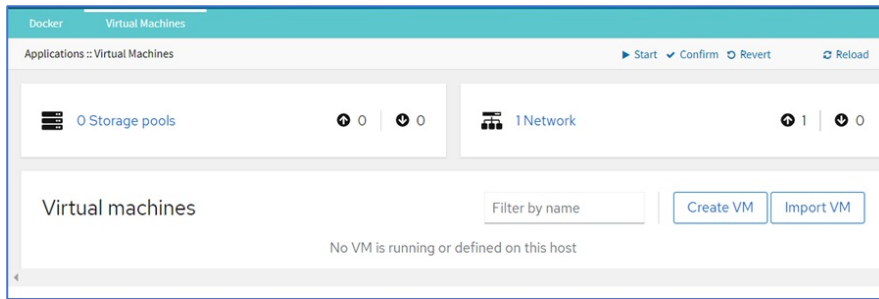 Docker Virtual Machines
Applications :: Virtual Machines Start Confirm Revert Reload
0 Storage pools 0 0 1 Network 1 0
Virtual machines Filter by name Create VM Import VM
No VM is running or defined on this host